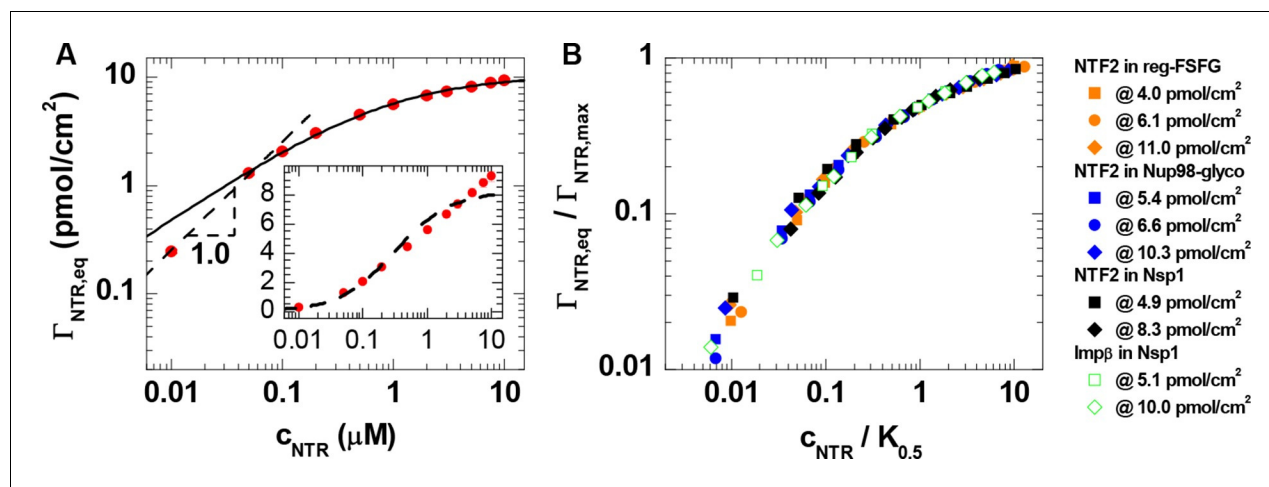 A
Γ_NTR,eq (pmol/cm²)
10
1
0.1
1.0
8
6
4
2
0
0.01 0.1 1 10
0.01 0.1 1 10
c_NTR (μM)
B
Γ_NTR,eq / Γ_NTR,max
1
0.1
0.01
0.01 0.1 1 10
c_NTR / K_0.5
NTF2 in reg-FSFG
@ 4.0 pmol/cm²
@ 6.1 pmol/cm²
@ 11.0 pmol/cm²
NTF2 in Nup98-glyco
@ 5.4 pmol/cm²
@ 6.6 pmol/cm²
@ 10.3 pmol/cm²
NTF2 in Nsp1
@ 4.9 pmol/cm²
@ 8.3 pmol/cm²
Impβ in Nsp1
@ 5.1 pmol/cm²
@ 10.0 pmol/cm²